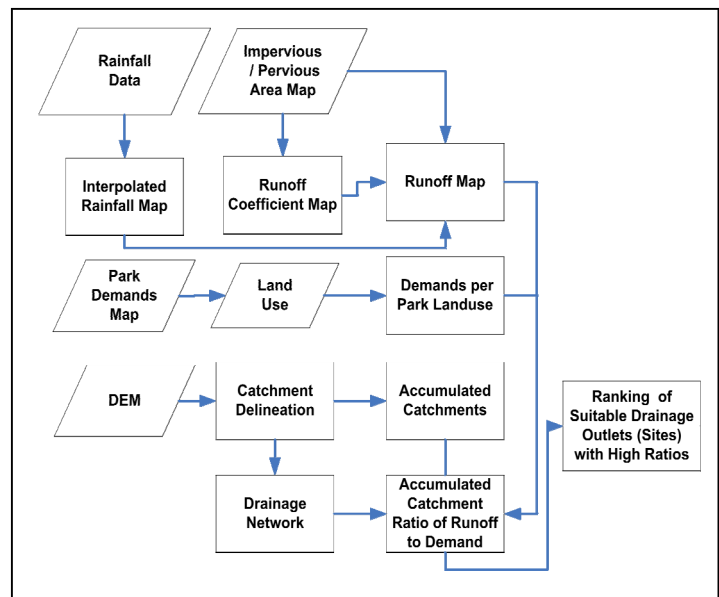 Rainfall
Data
Impervious
/ Pervious
Area Map
Interpolated
Rainfall Map
Runoff
Coefficient Map
Runoff Map
Park
Demands
Map
Land
Use
Demands per
Park Landuse
DEM
Catchment
Delineation
Accumulated
Catchments
Ranking of
Suitable Drainage
Outlets (Sites)
with High Ratios
Drainage
Network
Accumulated
Catchment
Ratio of Runoff
to Demand